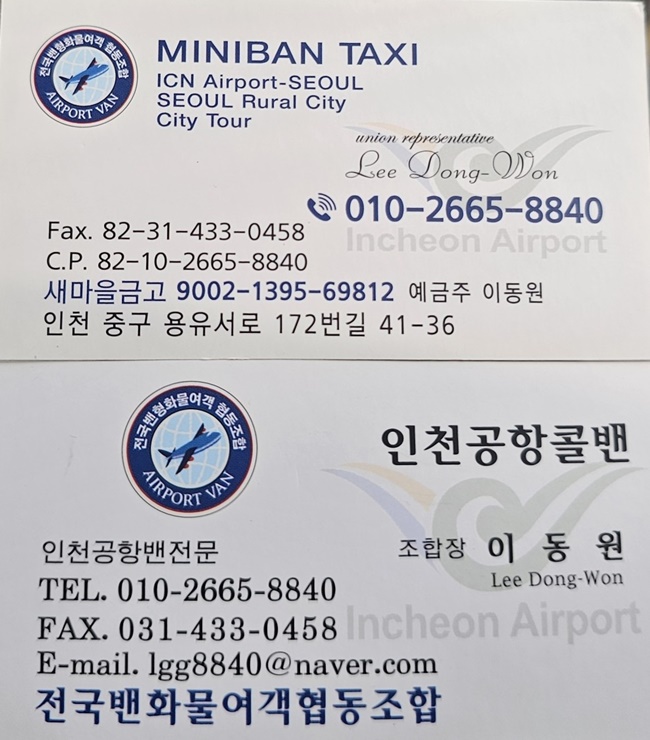 전국밴형화물여객 협동조합
AIRPORT VAN
MINIBAN TAXI
ICN Airport-SEOUL
SEOUL Rural City
City Tour
union representative
Lee Dong-Won
010-2665-8840
Incheon Airport
Fax. 82-31-433-0458
C.P. 82-10-2665-8840
새마을금고 9002-1395-69812 예금주 이동원
인천 중구 용유서로 172번길 41-36
전국밴형화물여객 협동조합
AIRPORT VAN
인천공항콜밴
조합장 이 동 원
Lee Dong-Won
인천공항밴전문
TEL. 010-2665-8840
FAX. 031-433-0458
Incheon Airport
E-mail. lgg8840@naver.com
전국밴화물여객협동조합